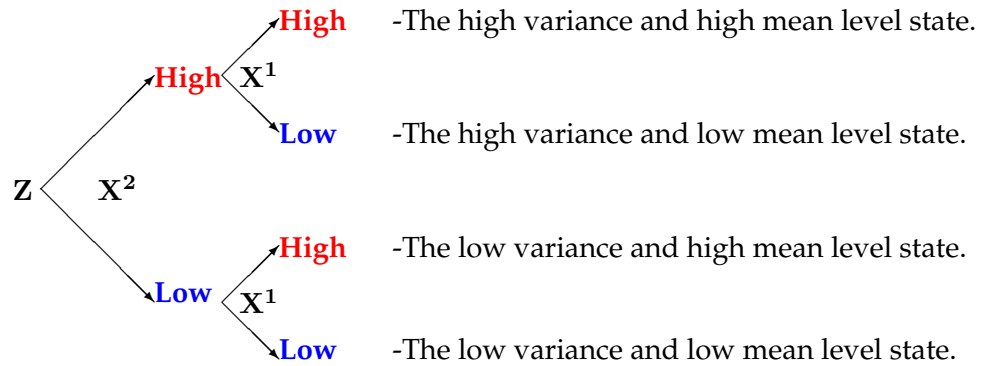 High -The high variance and high mean level state.
High X¹
Low -The high variance and low mean level state.
Z X²
High -The low variance and high mean level state.
Low X¹
Low -The low variance and low mean level state.